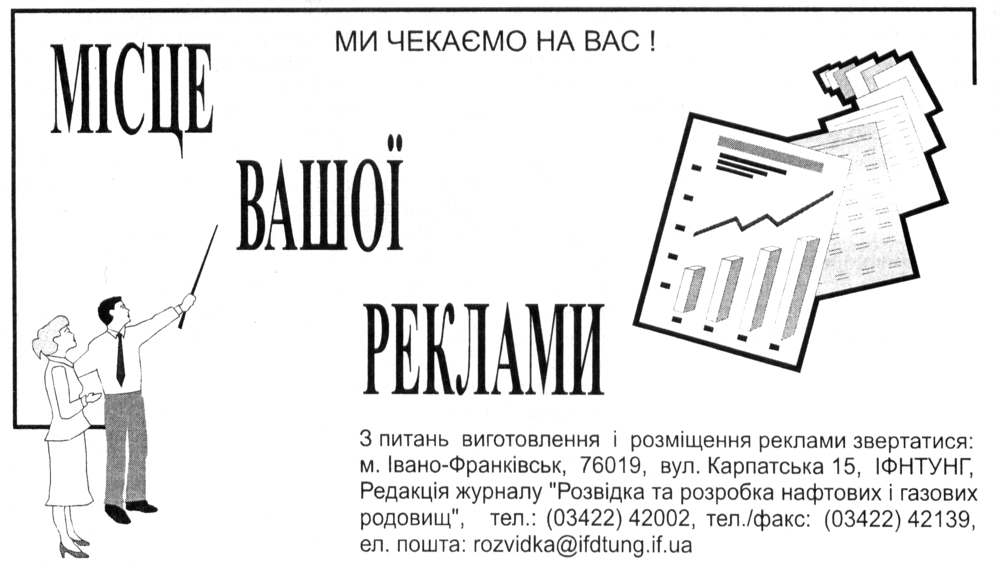 МИ ЧЕКАЄМО НА ВАС !
МІСЦЕ
ВАШОЇ
РЕКЛАМИ
З питань виготовлення і розміщення реклами звертатися:
м. Івано-Франківськ, 76019, вул. Карпатська 15, ІФНТУНГ,
Редакція журналу "Розвідка та розробка нафтових і газових
родовищ", тел.: (03422) 42002, тел./факс: (03422) 42139,
ел. пошта: rozvidka@ifdtung.if.ua